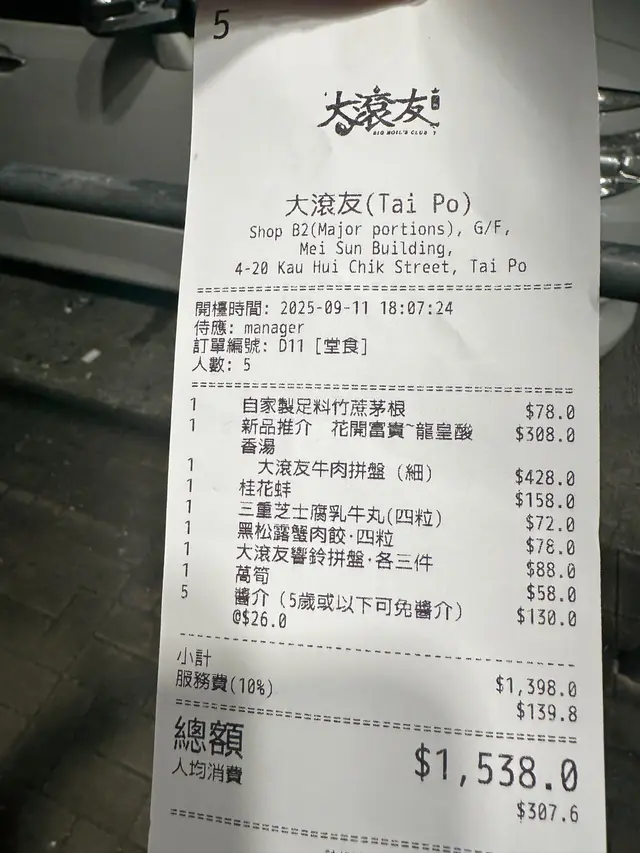 5
大滾友
BIG BOIL'S CLUB
大滾友(Tai Po)
Shop B2(Major portions), G/F,
Mei Sun Building,
4-20 Kau Hui Chik Street, Tai Po
開檯時間: 2025-09-11 18:07:24
侍應: manager
訂單編號: D11 [堂食]
人數: 5
1 自家製足料竹蔗茅根 $78.0
1 新品推介 花開富貴~龍皇酸 $308.0
香湯
1 大滾友牛肉拼盤 (細) $428.0
1 桂花蚌 $158.0
1 三重芝士腐乳牛丸(四粒) $72.0
1 黑松露蟹肉餃·四粒 $78.0
1 大滾友響鈴拼盤·各三件 $88.0
1 萵筍 $58.0
5 醬介 (5歲或以下可免醬介) $130.0
@$26.0
小計 $1,398.0
服務費(10%) $139.8
總額 $1,538.0
人均消費 $307.6